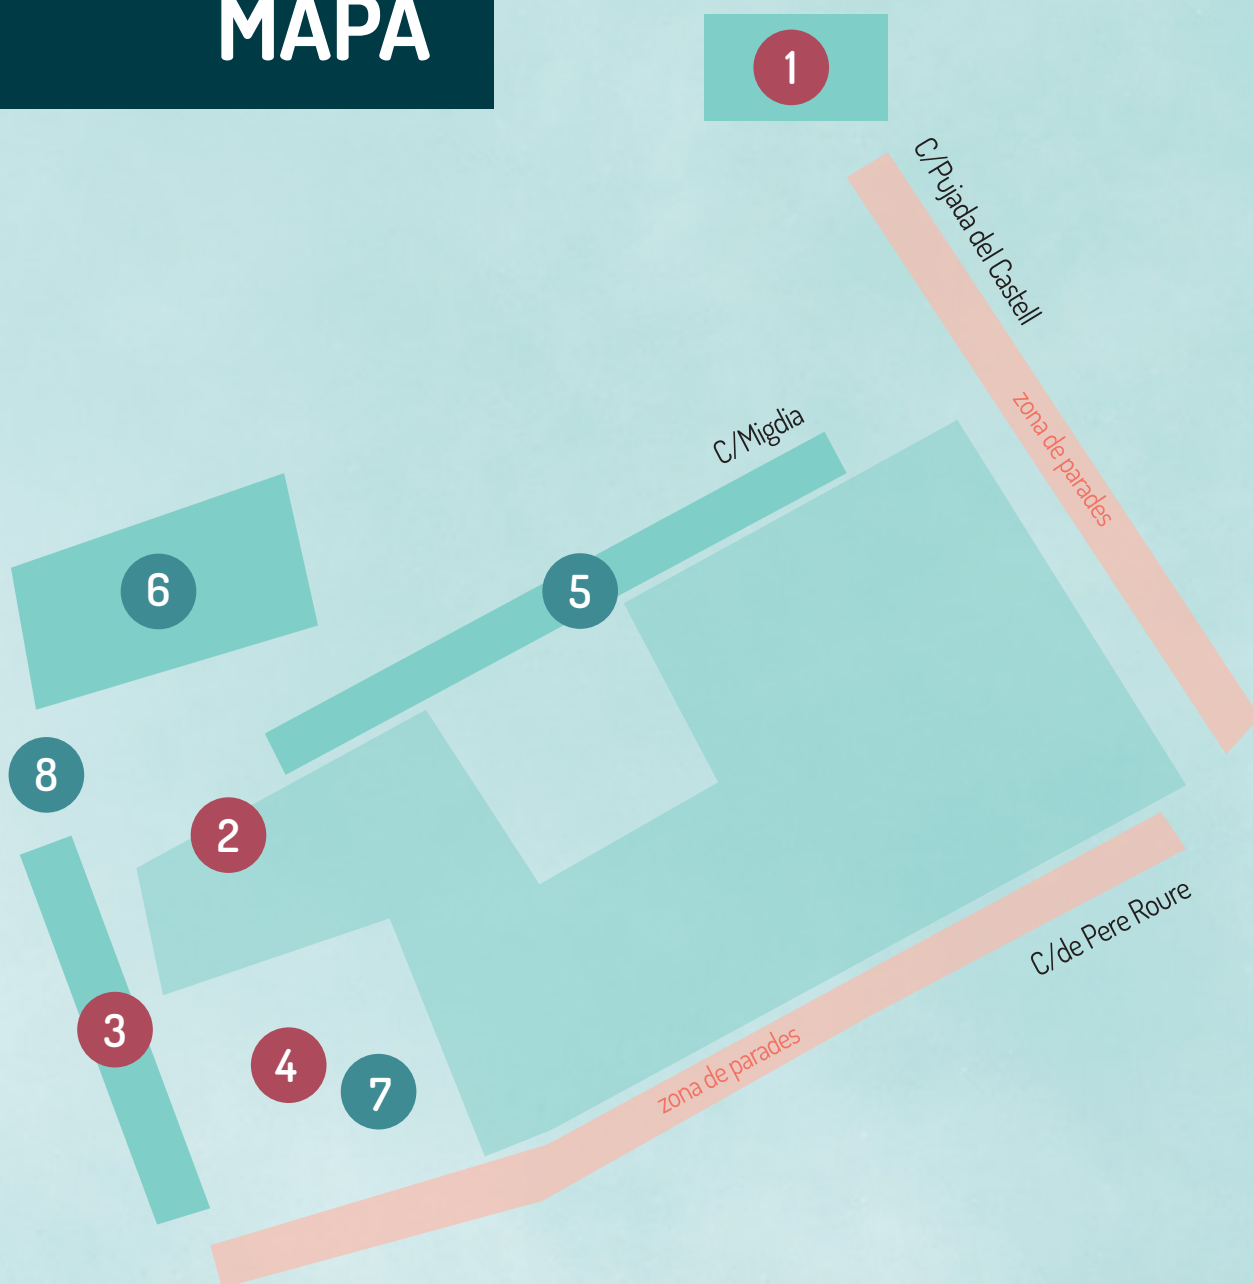 MAPA
1
C/Pujada del Castell
zona de parades
C/Migdia
6
5
8
2
C/de Pere Roure
3
4
7
zona de parades